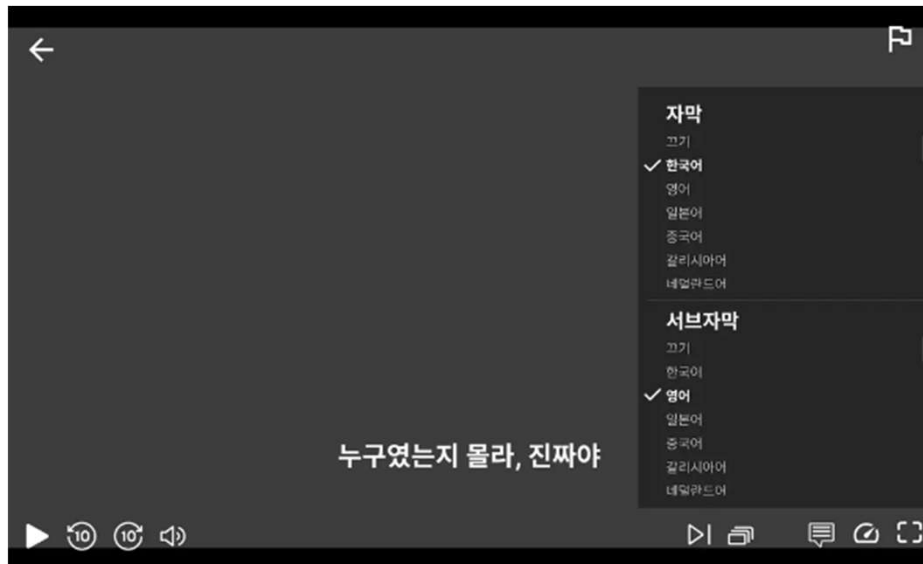 자막
끄기
한국어
영어
일본어
중국어
갈리시아어
네덜란드어
서브자막
끄기
한국어
영어
일본어
중국어
갈리시아어
네덜란드어
누구였는지 몰라, 진짜야
10
10